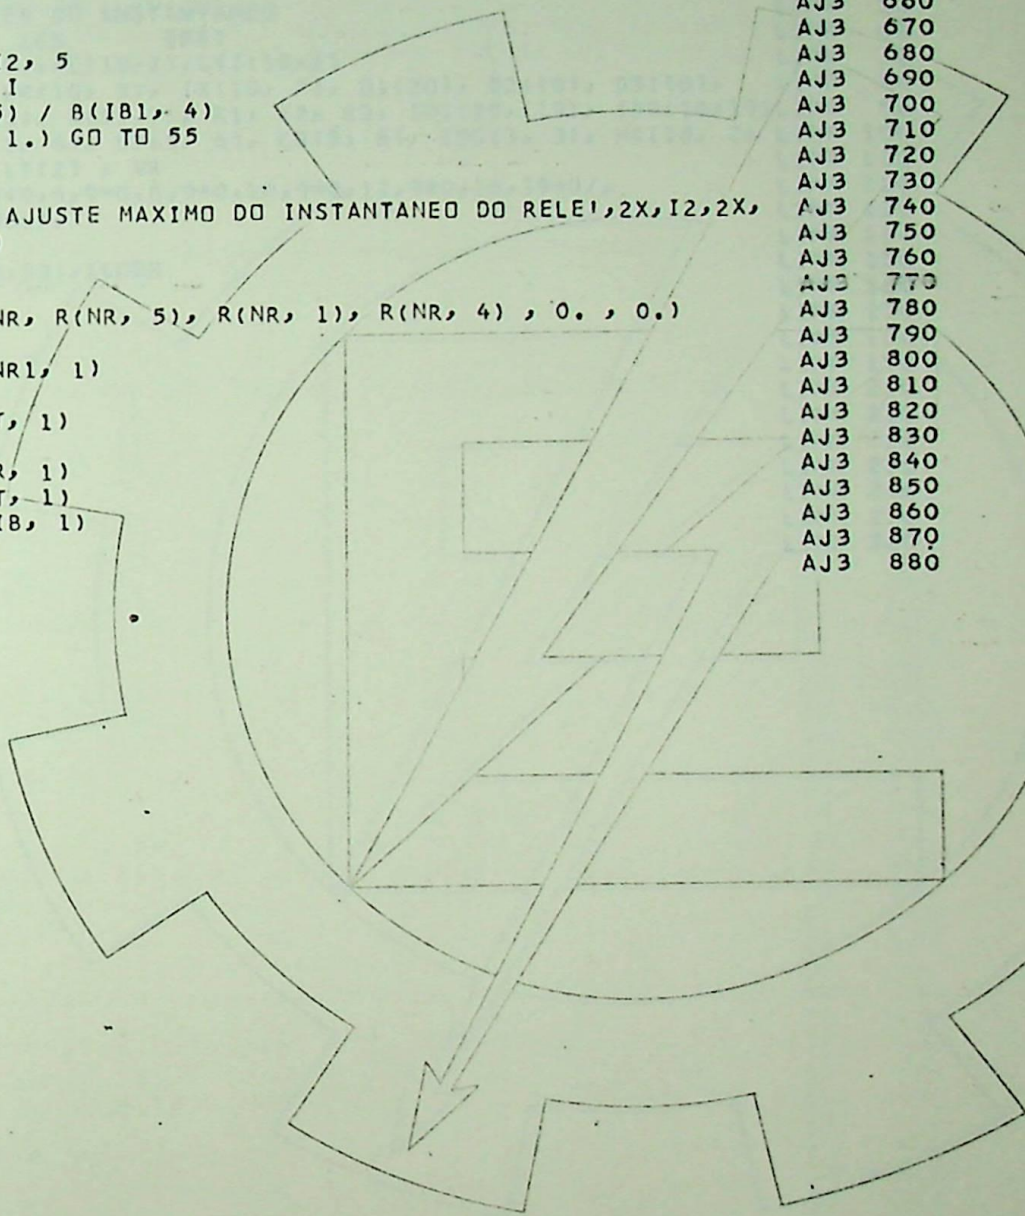 AJ3 660
AJ3 670
2, 5 AJ3 680
I AJ3 690
) / B(IB1, 4) AJ3 700
1.) GO TO 55 AJ3 710
AJ3 720
AJ3 730
AJUSTE MAXIMO DO INSTANTANEO DO RELE',2X,I2,2X, AJ3 740
AJ3 750
AJ3 760
AJ3 770
NR, R(NR, 5), R(NR, 1), R(NR, 4) , 0. , 0.) AJ3 780
AJ3 790
NR1, 1) AJ3 800
AJ3 810
, 1) AJ3 820
AJ3 830
R, 1) AJ3 840
T, 1) AJ3 850
IB, 1) AJ3 860
AJ3 870
AJ3 880